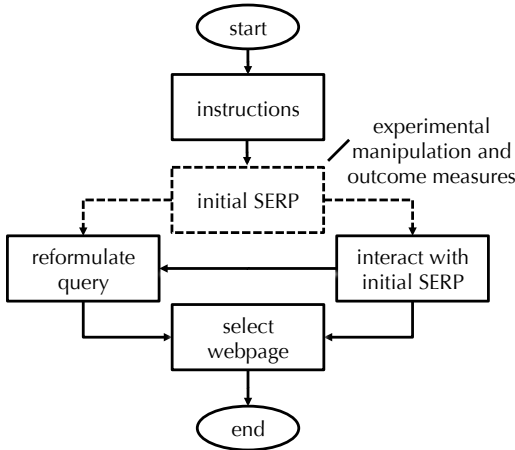 start
instructions
experimental
manipulation and
outcome measures
initial SERP
reformulate
query
interact with
initial SERP
select
webpage
end